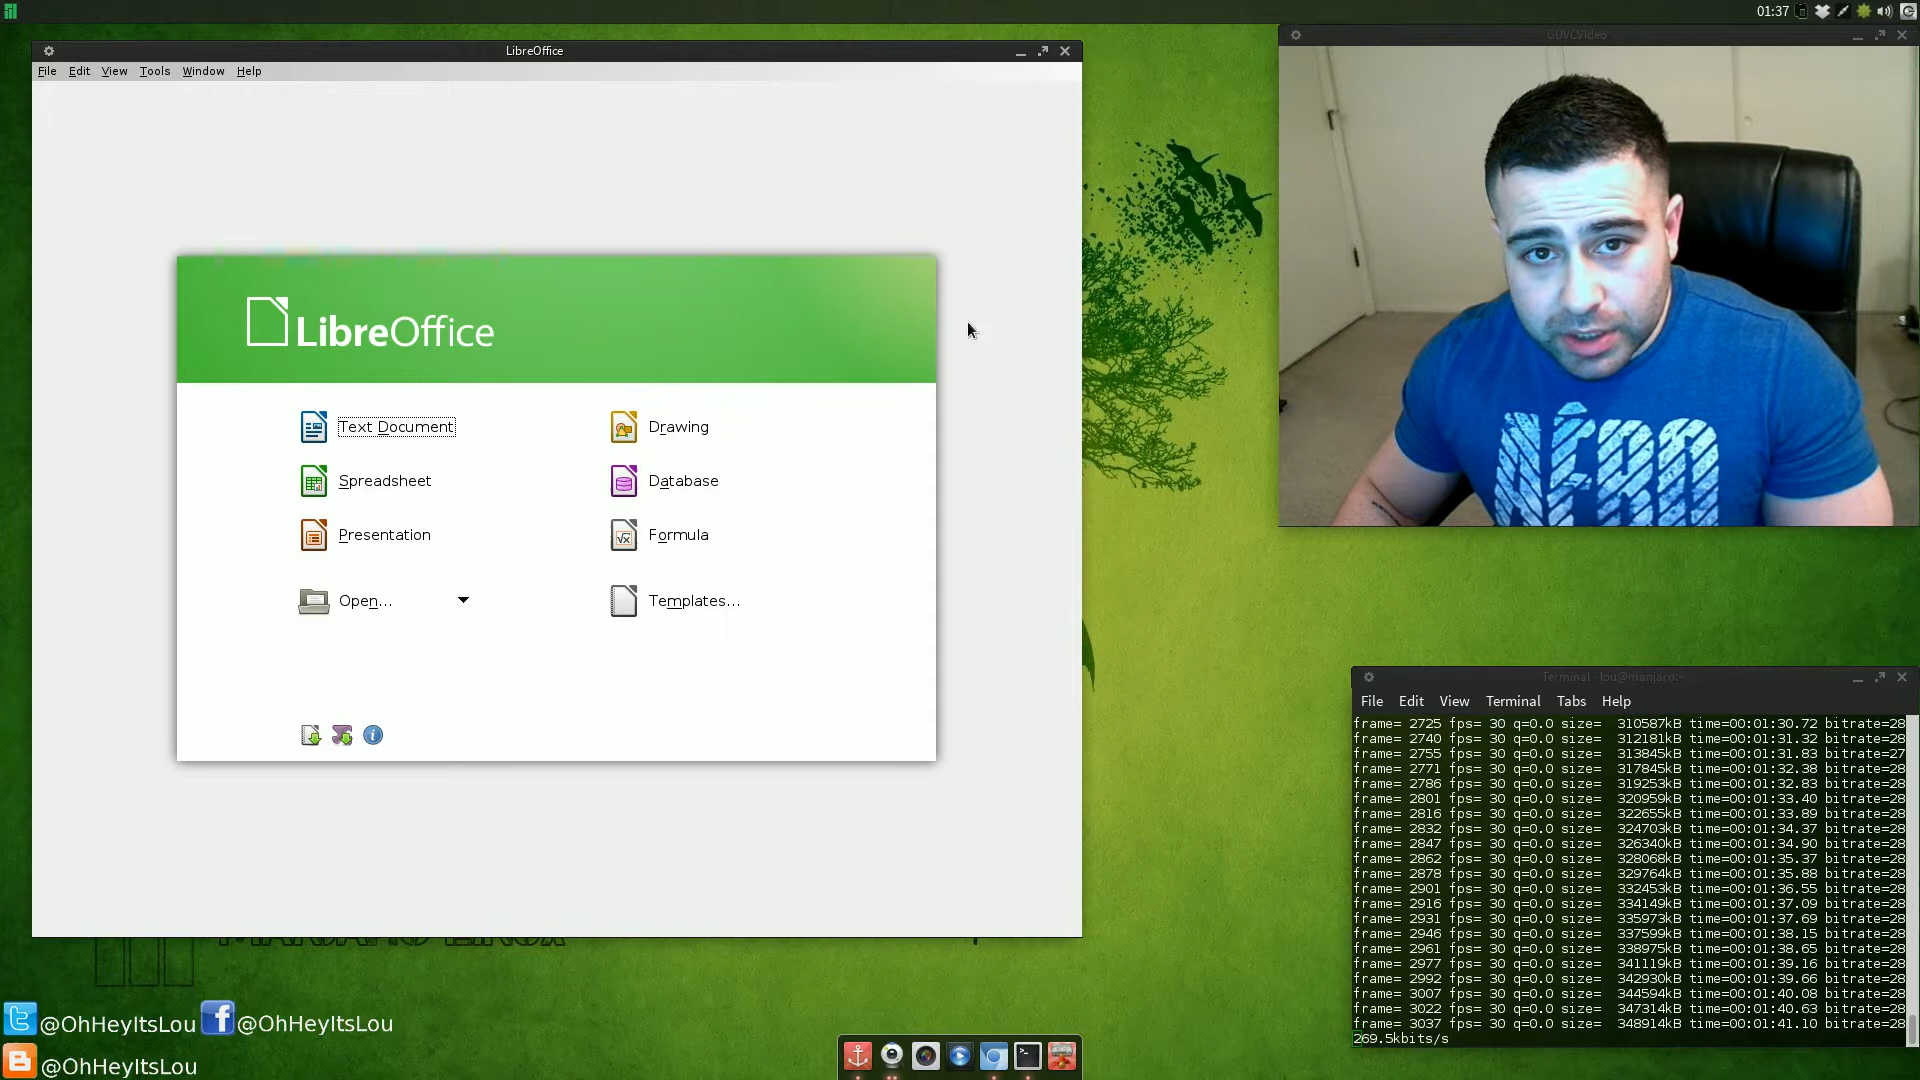 01:37
LibreOffice
File Edit View Tools Window Help
LibreOffice
Text Document
Drawing
Spreadsheet
Database
Presentation
Formula
Open...
Templates...
GUVCVideo
AÉRO
Terminal - lou@manjaro:~
File Edit View Terminal Tabs Help
frame= 2725 fps= 30 q=0.0 size=  310587kB time=00:01:30.72 bitrate=28
frame= 2740 fps= 30 q=0.0 size=  312181kB time=00:01:31.32 bitrate=28
frame= 2755 fps= 30 q=0.0 size=  313845kB time=00:01:31.83 bitrate=27
frame= 2771 fps= 30 q=0.0 size=  317845kB time=00:01:32.38 bitrate=28
frame= 2786 fps= 30 q=0.0 size=  319253kB time=00:01:32.83 bitrate=28
frame= 2801 fps= 30 q=0.0 size=  320959kB time=00:01:33.40 bitrate=28
frame= 2816 fps= 30 q=0.0 size=  322655kB time=00:01:33.89 bitrate=28
frame= 2832 fps= 30 q=0.0 size=  324703kB time=00:01:34.37 bitrate=28
frame= 2847 fps= 30 q=0.0 size=  326340kB time=00:01:34.90 bitrate=28
frame= 2862 fps= 30 q=0.0 size=  328068kB time=00:01:35.37 bitrate=28
frame= 2878 fps= 30 q=0.0 size=  329764kB time=00:01:35.88 bitrate=28
frame= 2901 fps= 30 q=0.0 size=  332453kB time=00:01:36.55 bitrate=28
frame= 2916 fps= 30 q=0.0 size=  334149kB time=00:01:37.09 bitrate=28
frame= 2931 fps= 30 q=0.0 size=  335973kB time=00:01:37.69 bitrate=28
frame= 2946 fps= 30 q=0.0 size=  337599kB time=00:01:38.15 bitrate=28
frame= 2961 fps= 30 q=0.0 size=  338975kB time=00:01:38.65 bitrate=28
frame= 2977 fps= 30 q=0.0 size=  341119kB time=00:01:39.16 bitrate=28
frame= 2992 fps= 30 q=0.0 size=  342930kB time=00:01:39.66 bitrate=28
frame= 3007 fps= 30 q=0.0 size=  344594kB time=00:01:40.08 bitrate=28
frame= 3022 fps= 30 q=0.0 size=  347314kB time=00:01:40.63 bitrate=28
frame= 3037 fps= 30 q=0.0 size=  348914kB time=00:01:41.10 bitrate=28
269.5kbits/s
@OhHeyItsLou
@OhHeyItsLou
@OhHeyItsLou